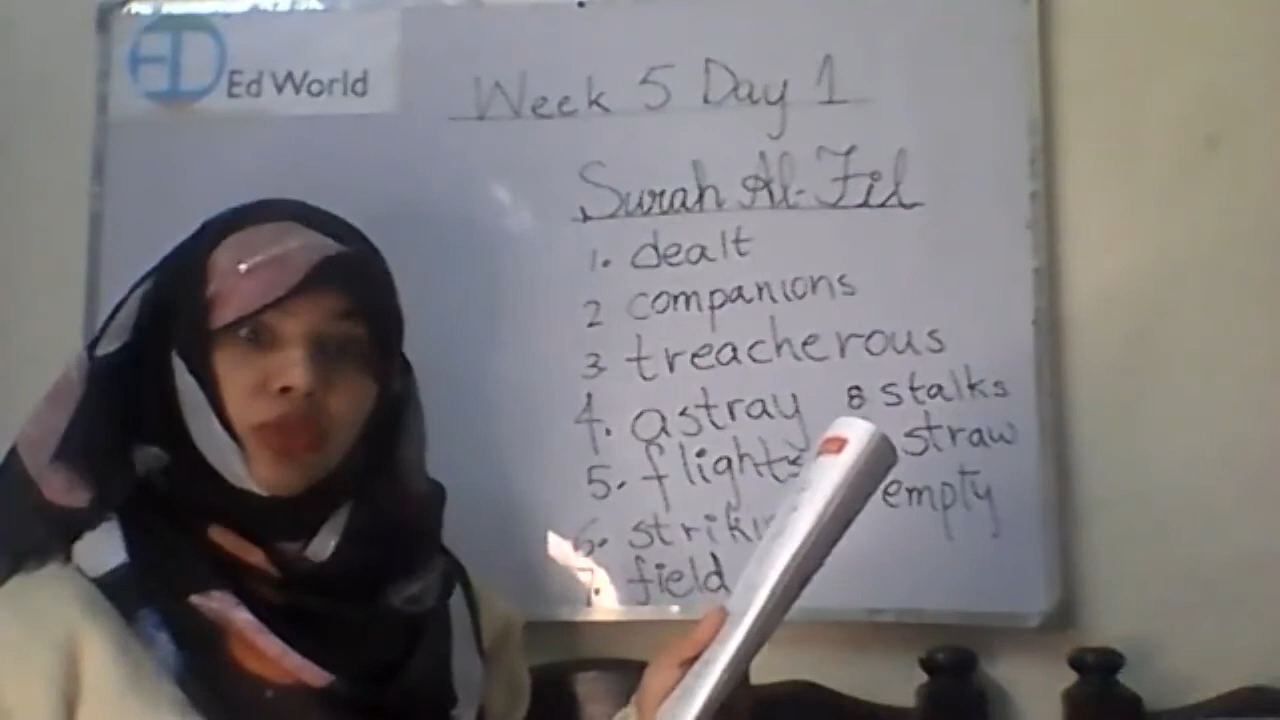 ED Ed World
Week 5 Day 1
Surah Al-Fil
1. dealt
2 companions
3 treacherous
4. astray
5. flights
6.
7. field
8 stalks
straw
empty